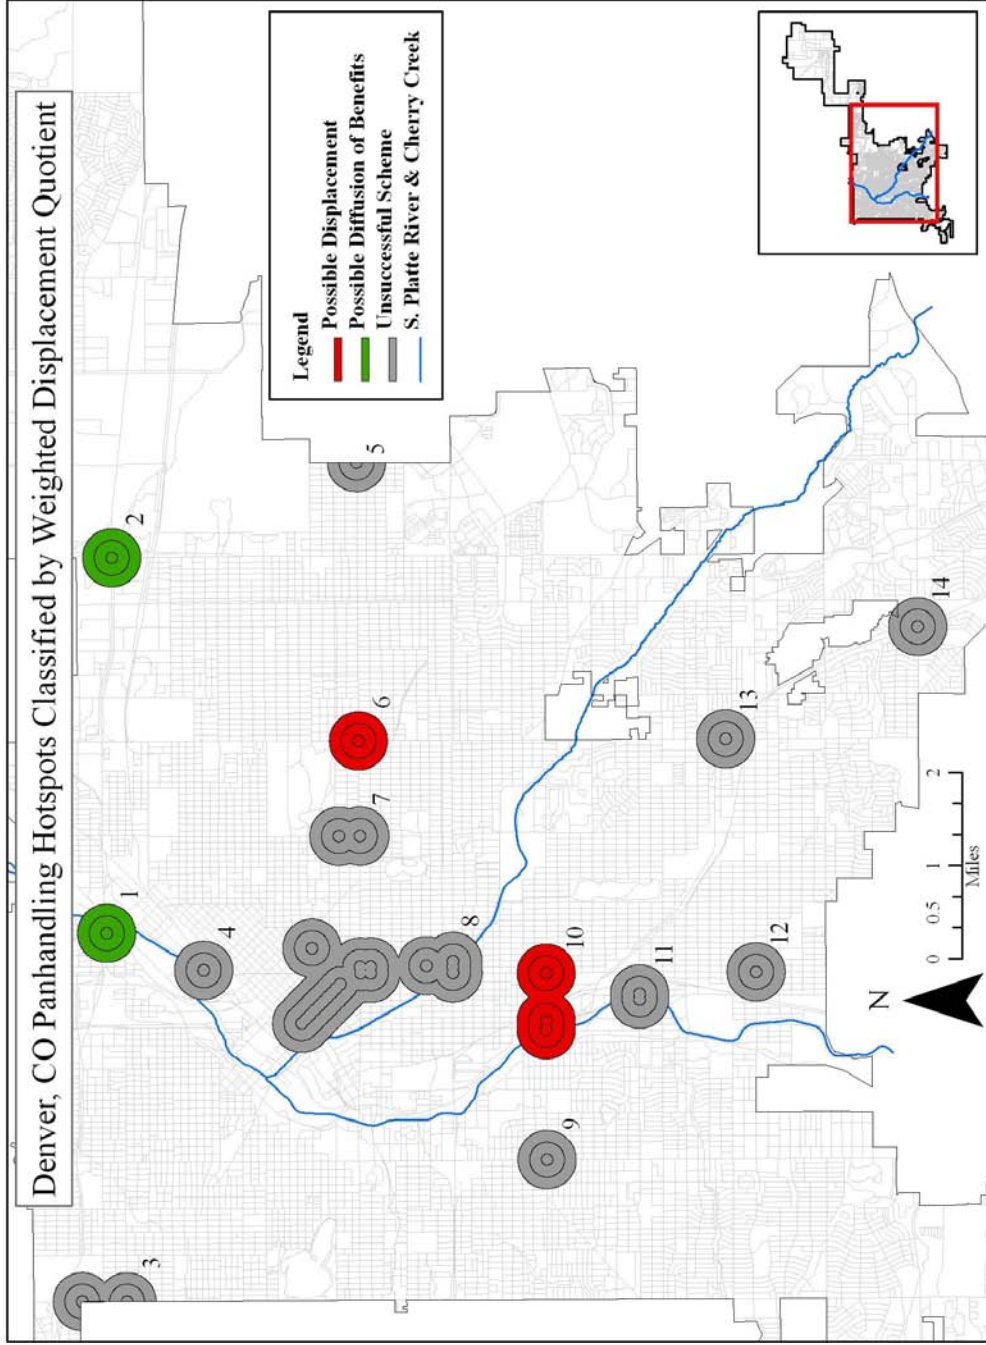 Denver, CO Panhandling Hotspots Classified by Weighted Displacement Quotient
Legend
Possible Displacement
Possible Diffusion of Benefits
Unsuccessful Scheme
S. Platte River & Cherry Creek
1
2
3
4
5
6
7
8
9
10
11
12
13
14
N
0 0.5 1 2
Miles